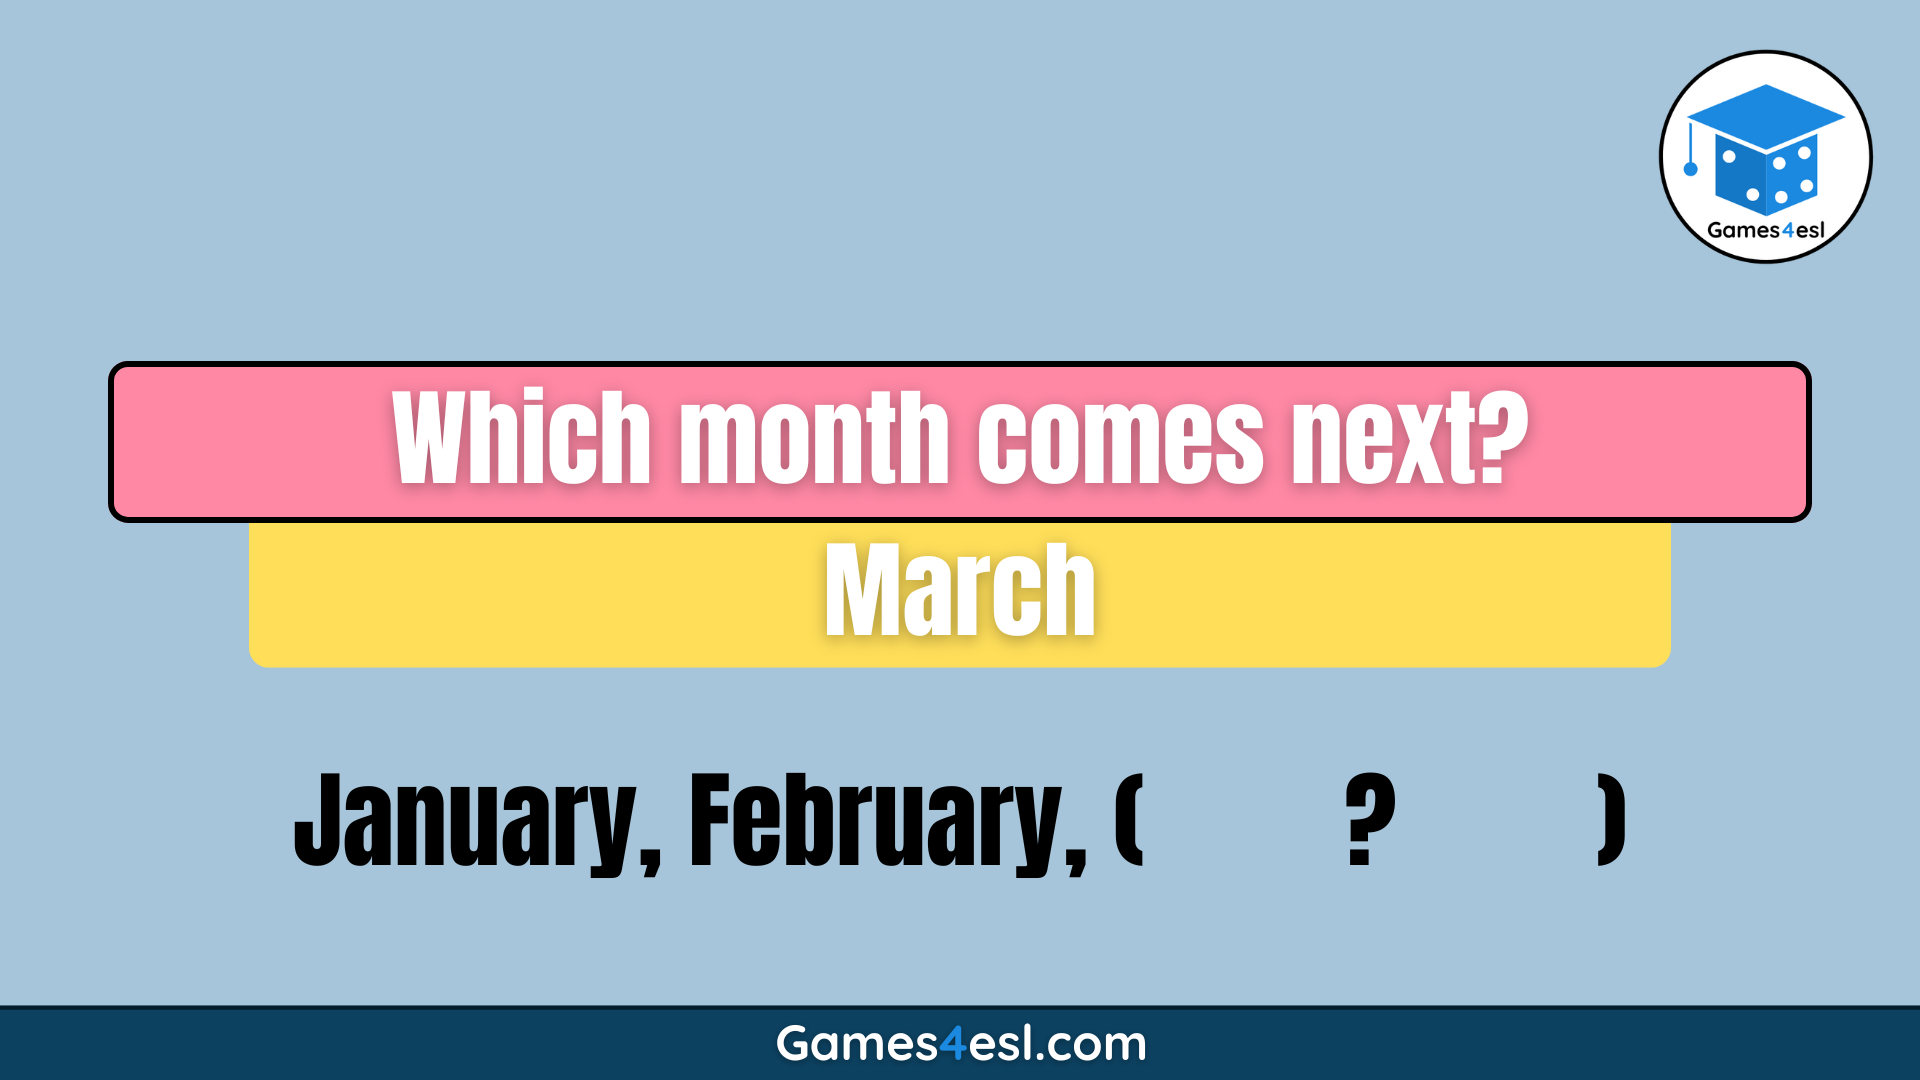 Games4esl
Which month comes next?
March
January, February, ( ? )
Games4esl.com